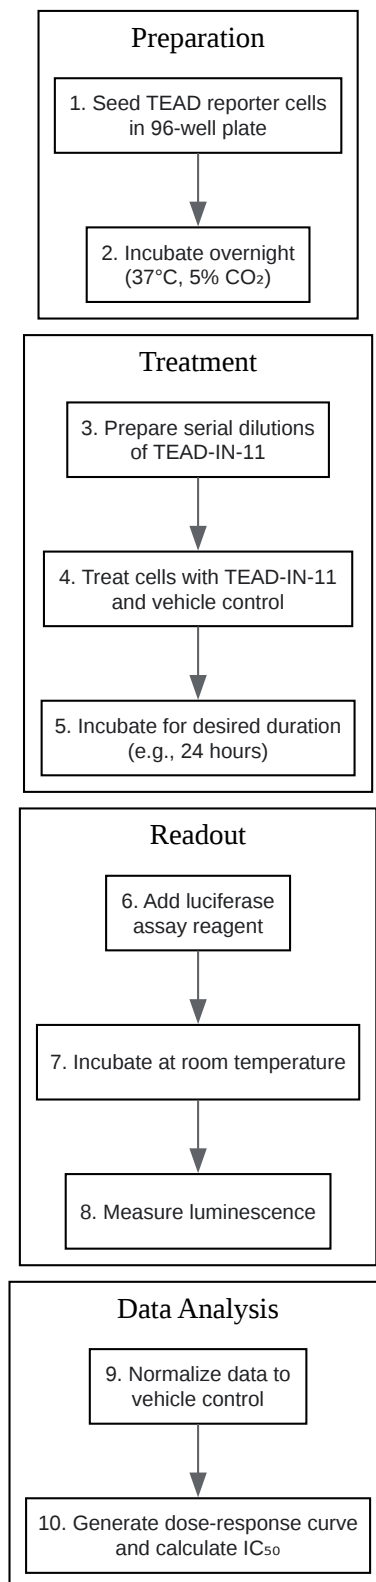 Preparation
1. Seed TEAD reporter cells
in 96-well plate
2. Incubate overnight
(37°C, 5% CO₂)
Treatment
3. Prepare serial dilutions
of TEAD-IN-11
4. Treat cells with TEAD-IN-11
and vehicle control
5. Incubate for desired duration
(e.g., 24 hours)
Readout
6. Add luciferase
assay reagent
7. Incubate at room temperature
8. Measure luminescence
Data Analysis
9. Normalize data to
vehicle control
10. Generate dose-response curve
and calculate IC₅₀